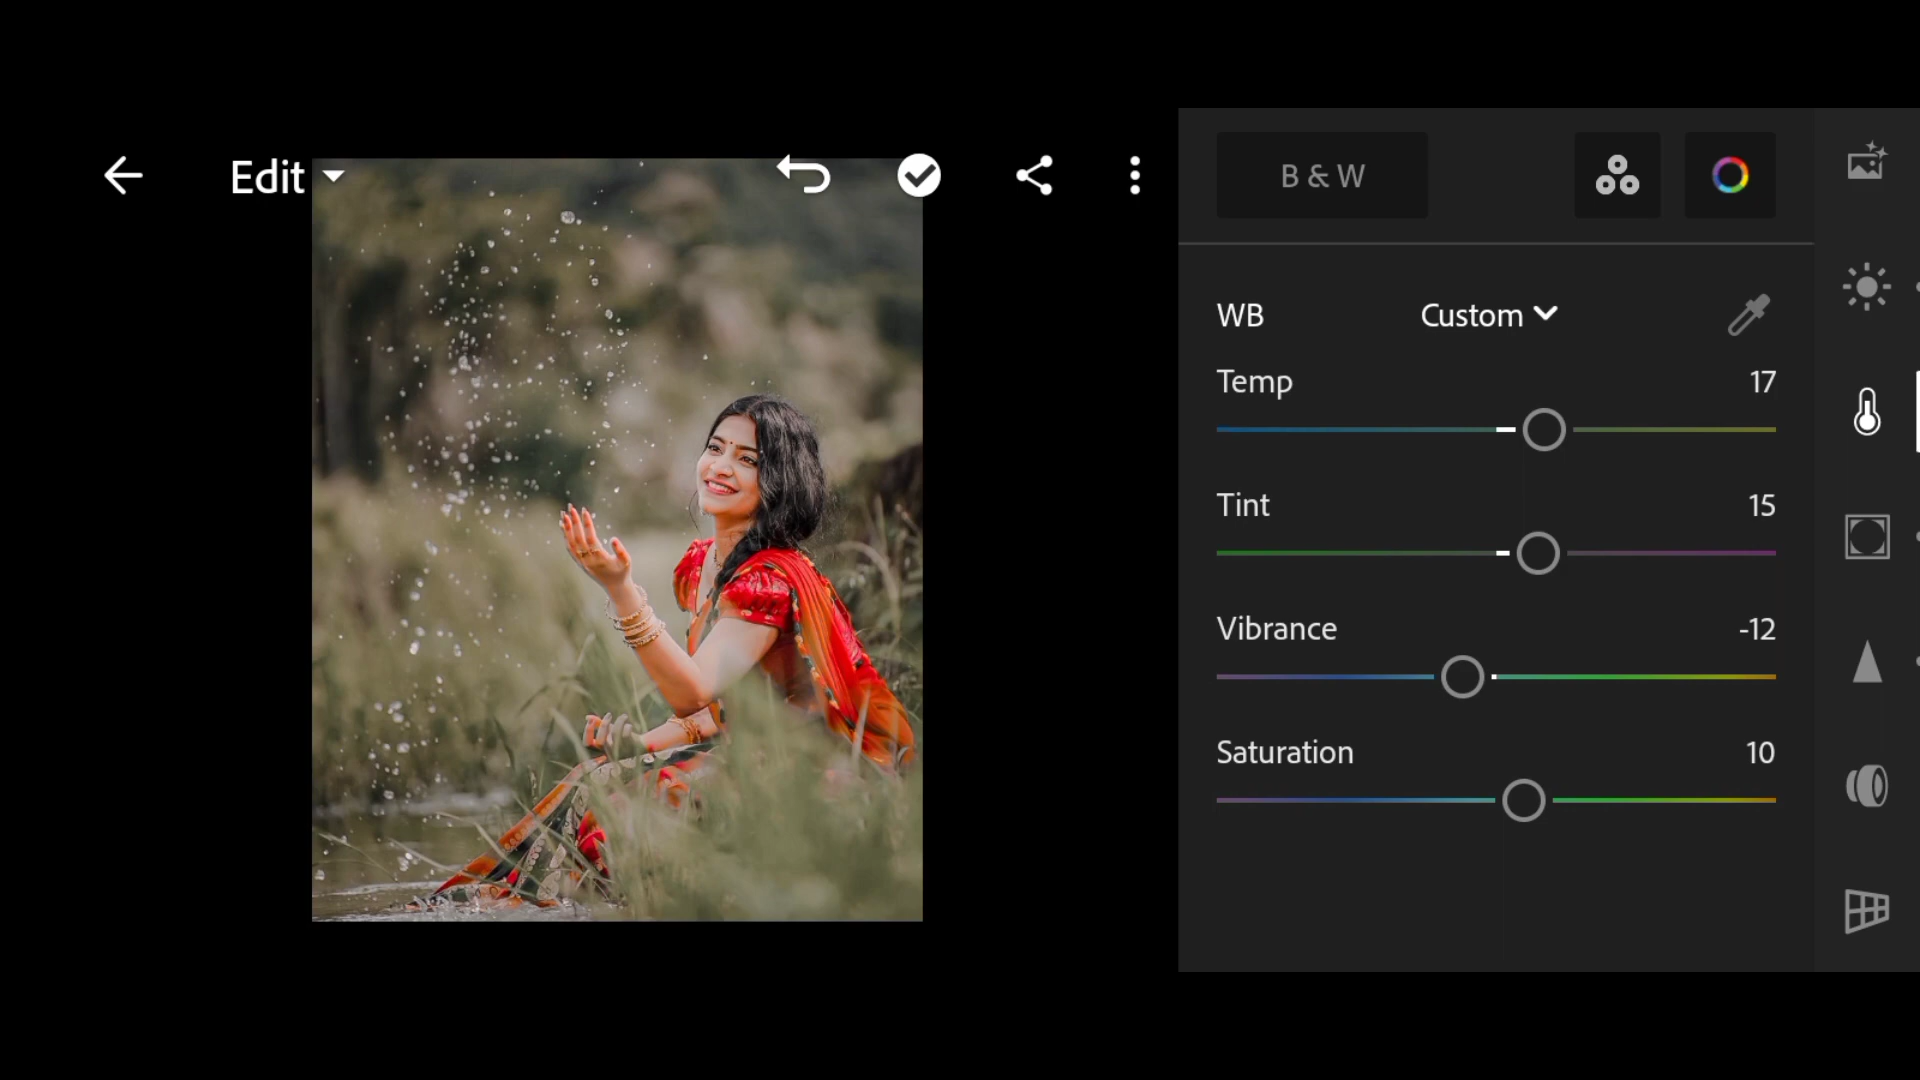 Edit
B & W
WB Custom
Temp 17
Tint 15
Vibrance -12
Saturation 10